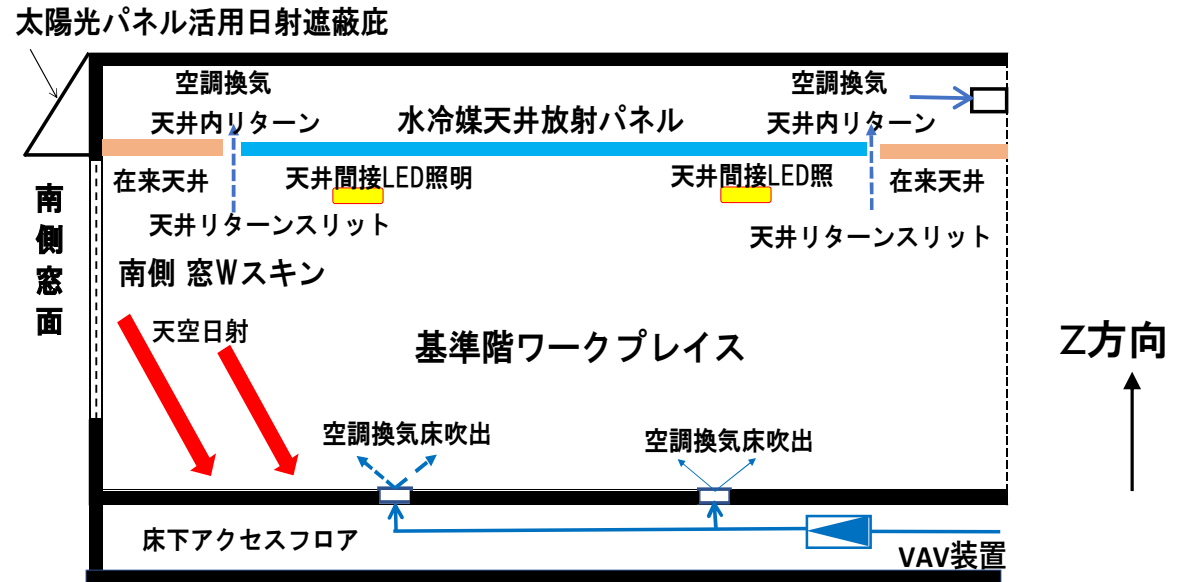 太陽光パネル活用日射遮蔽庇
空調換気
天井内リターン
水冷媒天井放射パネル
空調換気
天井内リターン
在来天井
天井間接LED照明
天井間接LED照
在来天井
天井リターンスリット
天井リターンスリット
南側窓面
南側 窓Wスキン
天空日射
基準階ワークプレイス
Z方向
空調換気床吹出
空調換気床吹出
床下アクセスフロア
VAV装置